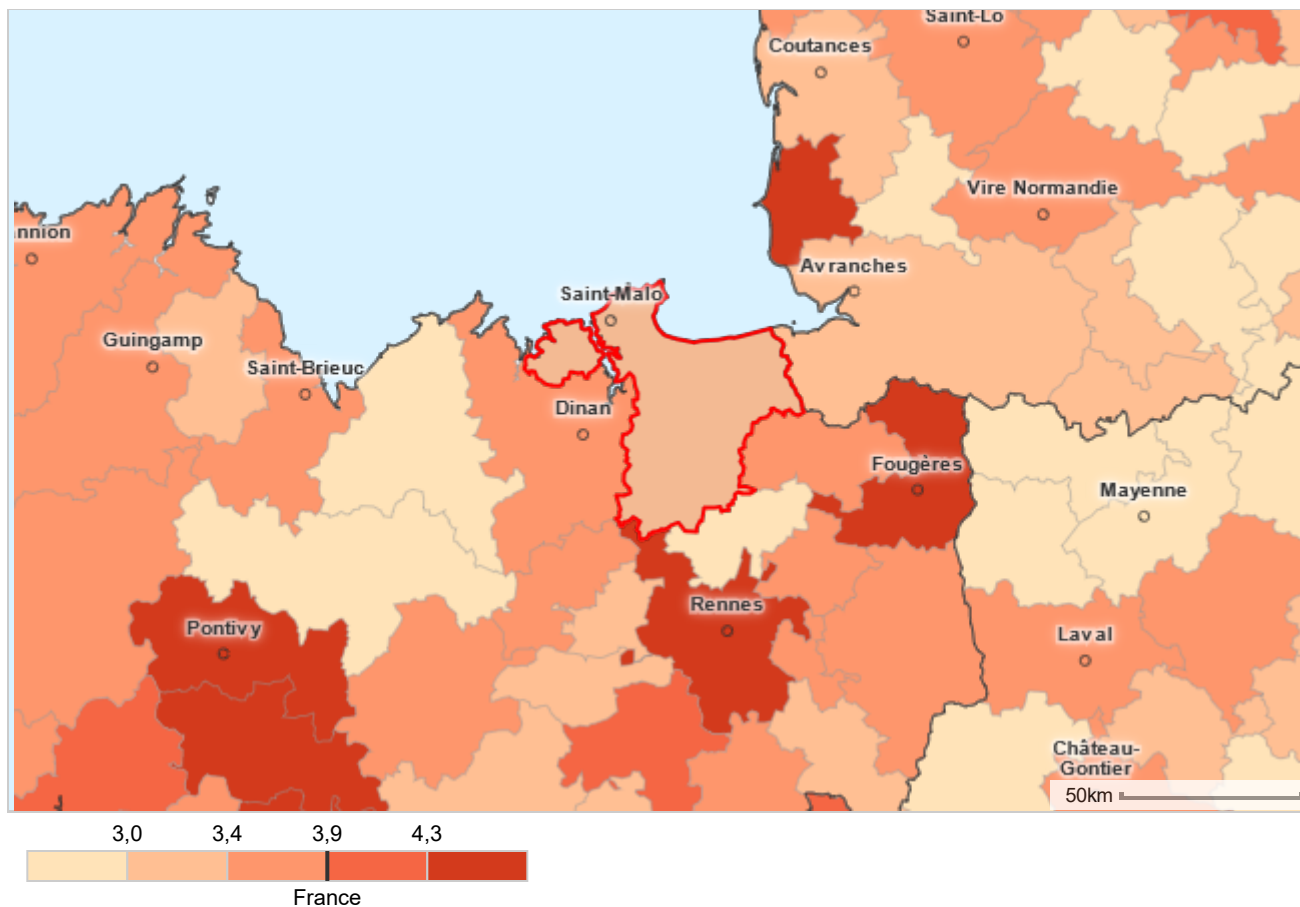 Saint-Lo
Coutances
Vire Normandie
annion
Avranches
Saint-Malo
Guingamp
Saint-Brieuc
Dinan
Fougères
Mayenne
Rennes
Pontivy
Laval
Château-
Gontier
50km
3,0 3,4 3,9 4,3
France